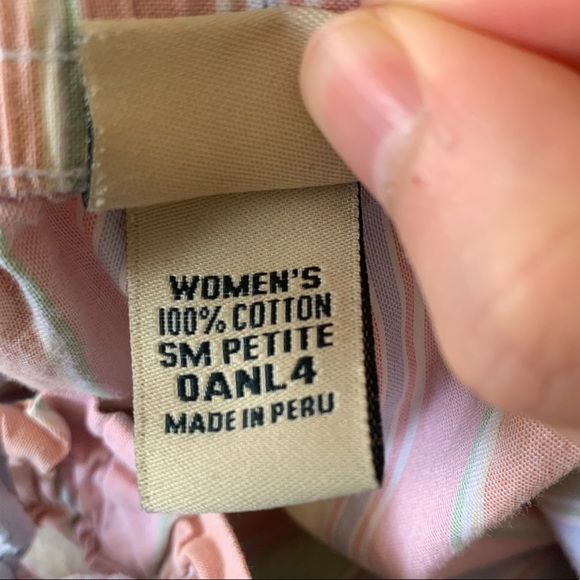 WOMEN'S
100% COTTON
SM PETITE
0ANL4
MADE IN PERU